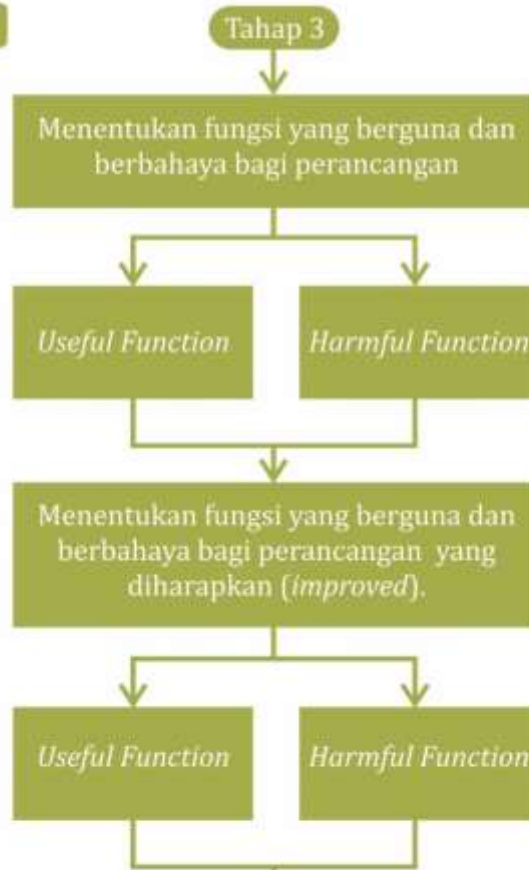 Tahap 3
Menentukan fungsi yang berguna dan
berbahaya bagi perancangan
Useful Function
Harmful Function
Menentukan fungsi yang berguna dan
berbahaya bagi perancangan yang
diharapkan (improved).
Useful Function
Harmful Function